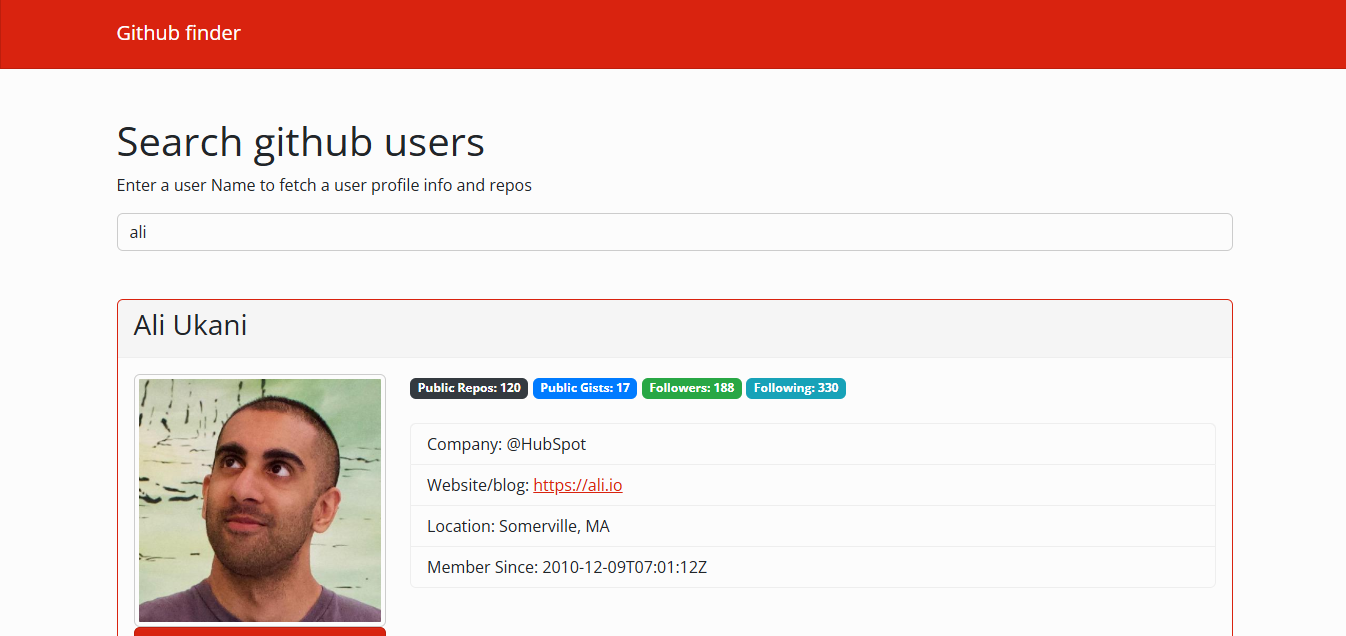 Github finder
Search github users
Enter a user Name to fetch a user profile info and repos
ali
Ali Ukani
Public Repos: 120 Public Gists: 17 Followers: 188 Following: 330
Company: @HubSpot
Website/blog: https://ali.io
Location: Somerville, MA
Member Since: 2010-12-09T07:01:12Z